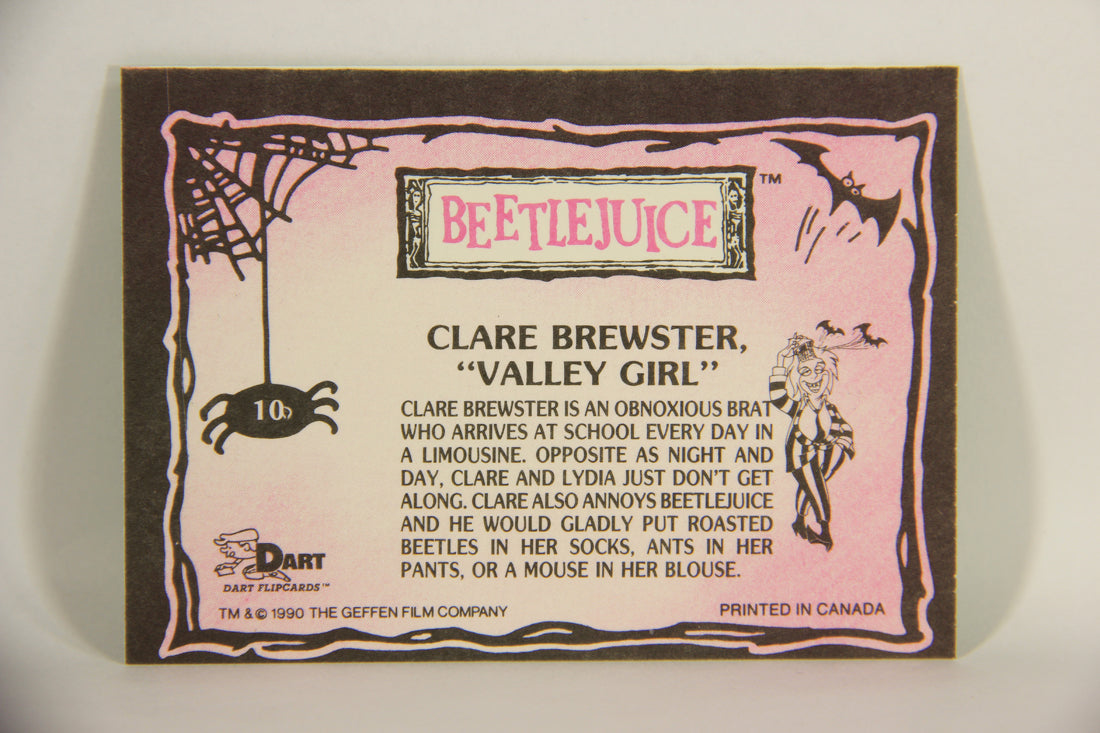 BEETLEJUICE™
CLARE BREWSTER,
“VALLEY GIRL”
CLARE BREWSTER IS AN OBNOXIOUS BRAT
WHO ARRIVES AT SCHOOL EVERY DAY IN
A LIMOUSINE. OPPOSITE AS NIGHT AND
DAY, CLARE AND LYDIA JUST DON'T GET
ALONG. CLARE ALSO ANNOYS BEETLEJUICE
AND HE WOULD GLADLY PUT ROASTED
BEETLES IN HER SOCKS, ANTS IN HER
PANTS, OR A MOUSE IN HER BLOUSE.
10
DART
DART FLIPCARDS™
TM & © 1990 THE GEFFEN FILM COMPANY
PRINTED IN CANADA